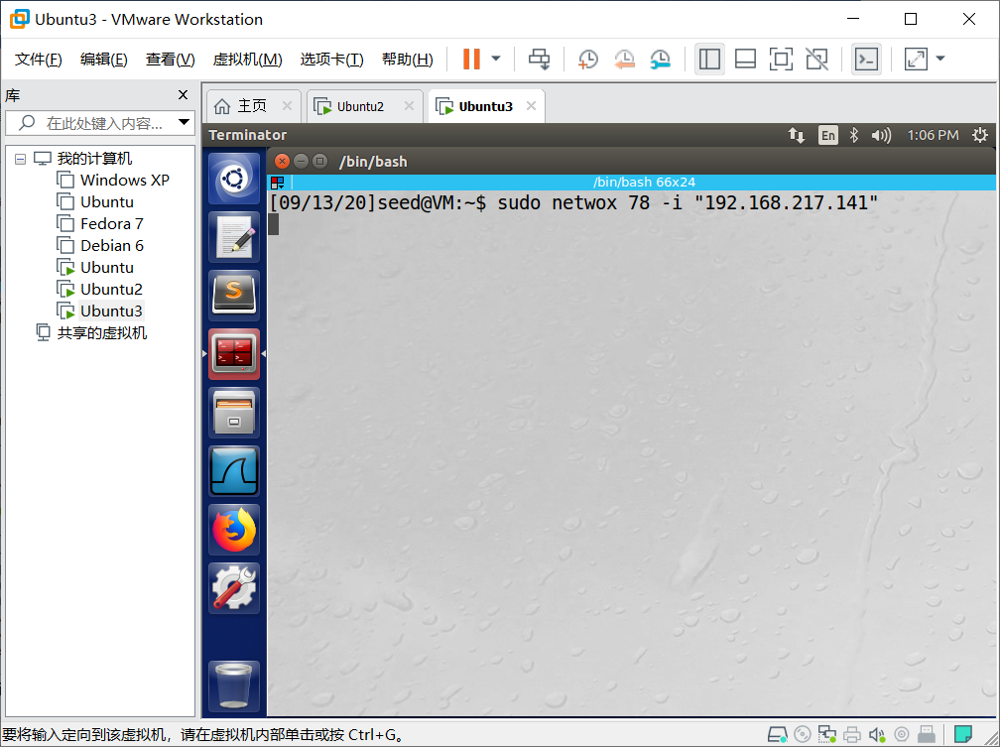 Ubuntu3 - VMware Workstation
文件(F) 编辑(E) 查看(V) 虚拟机(M) 选项卡(T) 帮助(H)
库
在此处键入内容...
我的计算机
Windows XP
Ubuntu
Fedora 7
Debian 6
Ubuntu
Ubuntu2
Ubuntu3
共享的虚拟机
主页 Ubuntu2 Ubuntu3
Terminator En 1:06 PM
/bin/bash
/bin/bash 66x24
[09/13/20]seed@VM:~$ sudo netwox 78 -i "192.168.217.141"
要将输入定向到该虚拟机，请在虚拟机内部单击或按 Ctrl+G。